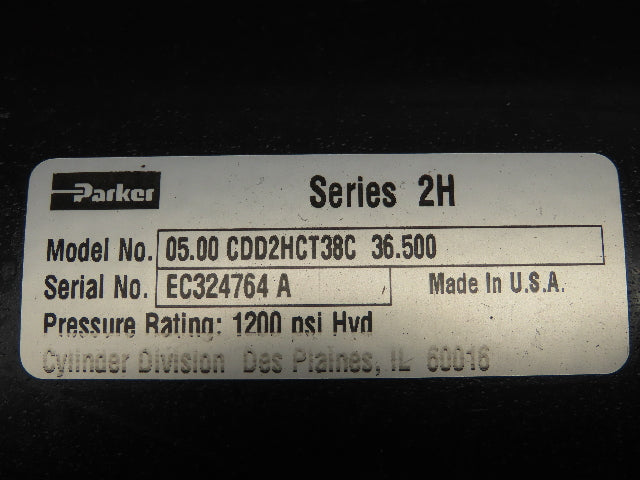 Parker
Series 2H
Model No. 05.00 CDD2HCT38C 36.500
Serial No. EC324764 A Made In U.S.A.
Pressure Rating: 1200 psi Hyd
Cylinder Division Des Plaines, IL 60016